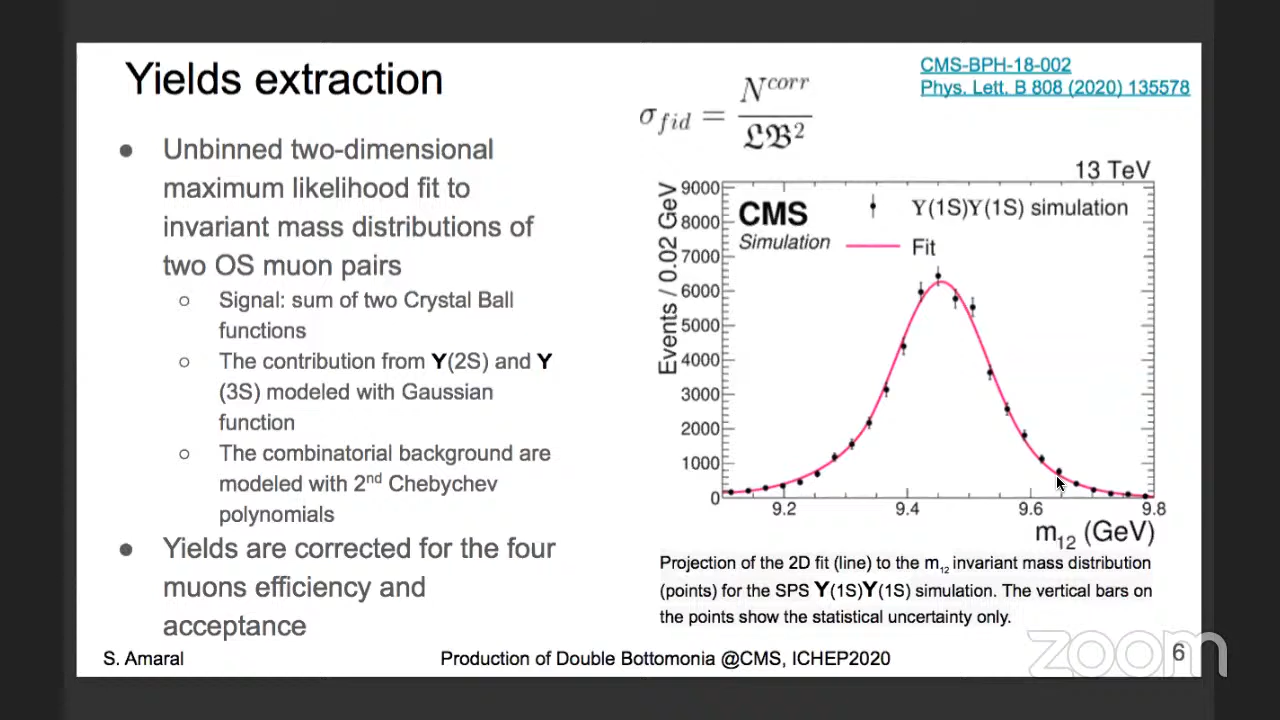 Yields extraction
CMS-BPH-18-002
Phys. Lett. B 808 (2020) 135578
σ_fid = N^corr / 𝔏𝔅²
● Unbinned two-dimensional
maximum likelihood fit to
invariant mass distributions of
two OS muon pairs
○ Signal: sum of two Crystal Ball
functions
○ The contribution from Υ(2S) and Υ
(3S) modeled with Gaussian
function
○ The combinatorial background are
modeled with 2nd Chebychev
polynomials
● Yields are corrected for the four
muons efficiency and
acceptance
13 TeV
CMS
Simulation
Υ(1S)Υ(1S) simulation
Fit
Events / 0.02 GeV
9000
8000
7000
6000
5000
4000
3000
2000
1000
0
9.2 9.4 9.6 9.8
m12 (GeV)
Projection of the 2D fit (line) to the m12 invariant mass distribution
(points) for the SPS Υ(1S)Υ(1S) simulation. The vertical bars on
the points show the statistical uncertainty only.
S. Amaral
Production of Double Bottomonia @CMS, ICHEP2020
6
zoom